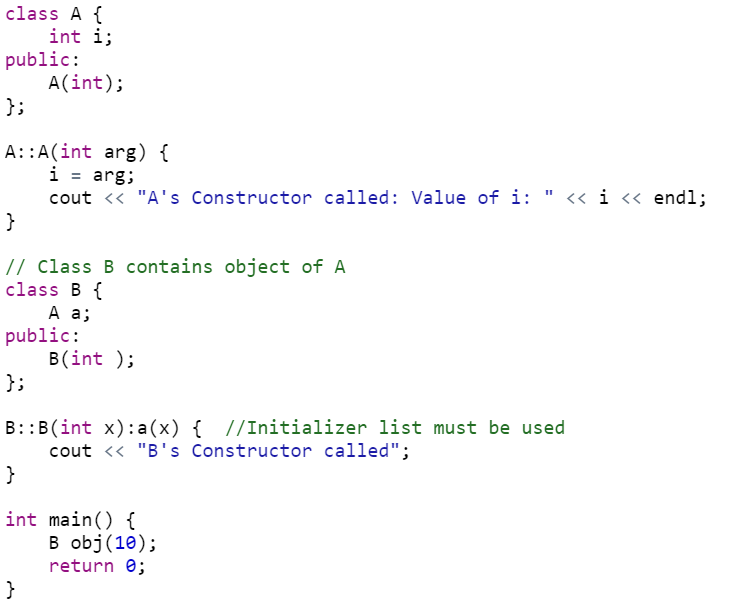 class A {
    int i;
public:
    A(int);
};

A::A(int arg) {
    i = arg;
    cout << "A's Constructor called: Value of i: " << i << endl;
}

// Class B contains object of A
class B {
    A a;
public:
    B(int );
};

B::B(int x):a(x) {  //Initializer list must be used
    cout << "B's Constructor called";
}

int main() {
    B obj(10);
    return 0;
}